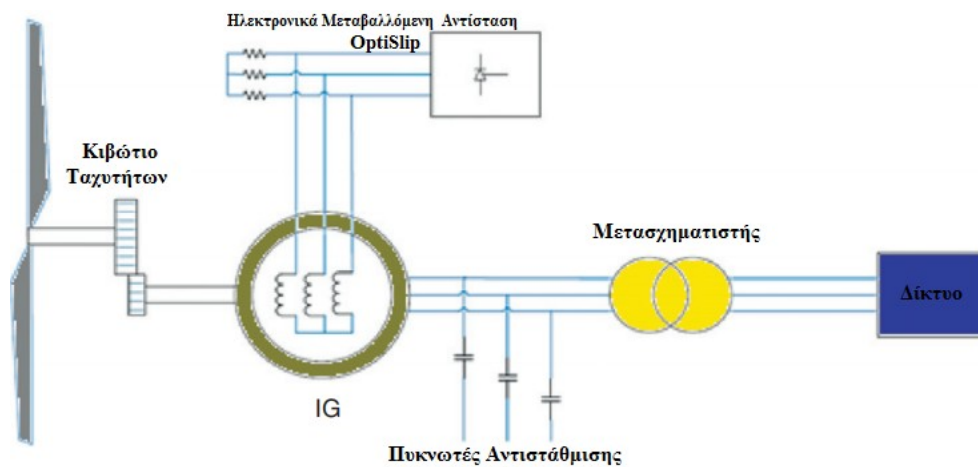 Ηλεκτρονικά Μεταβαλλόμενη Αντίσταση
OptiSlip
Κιβώτιο
Ταχυτήτων
Μετασχηματιστής
Δίκτυο
IG
Πυκνωτές Αντιστάθμισης